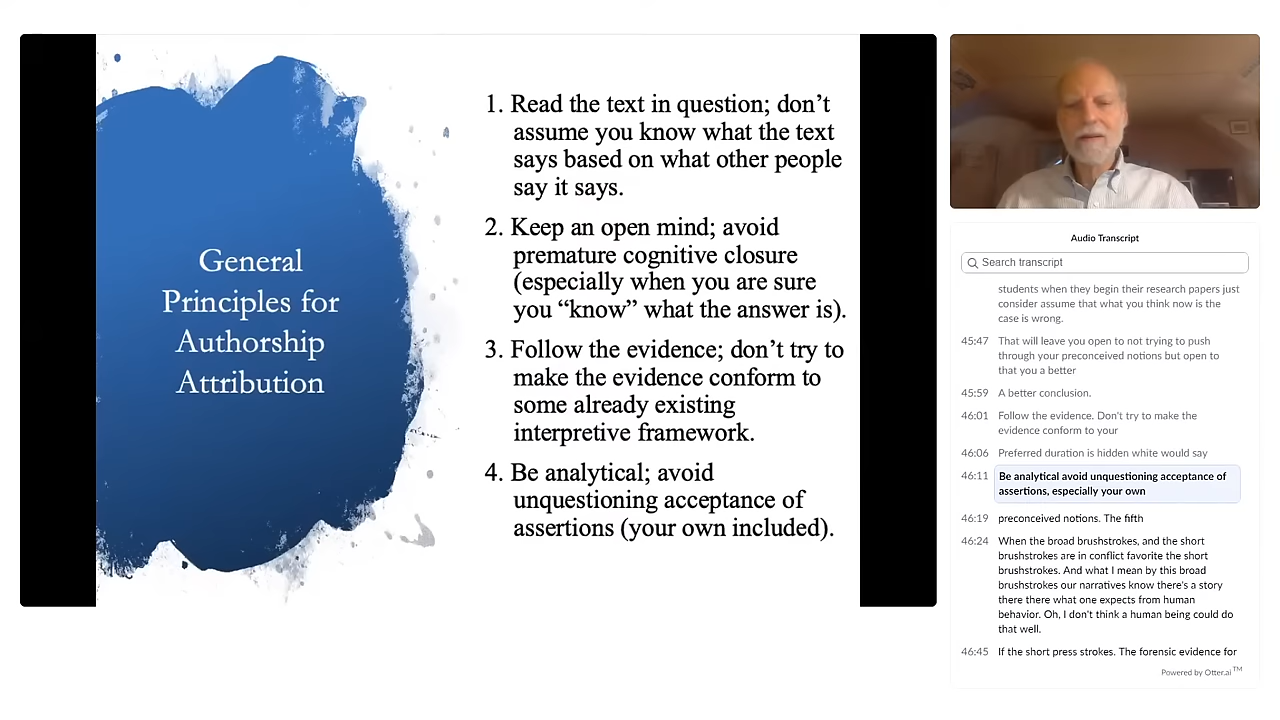 General
Principles for
Authorship
Attribution
1. Read the text in question; don’t
assume you know what the text
says based on what other people
say it says.
2. Keep an open mind; avoid
premature cognitive closure
(especially when you are sure
you “know” what the answer is).
3. Follow the evidence; don’t try to
make the evidence conform to
some already existing
interpretive framework.
4. Be analytical; avoid
unquestioning acceptance of
assertions (your own included).
Audio Transcript
Search transcript
students when they begin their research papers just
consider assume that what you think now is the
case is wrong.
45:47 That will leave you open to not trying to push
through your preconceived notions but open to
that you a better
45:59 A better conclusion.
46:01 Follow the evidence. Don't try to make the
evidence conform to your
46:06 Preferred duration is hidden white would say
46:11 Be analytical avoid unquestioning acceptance of
assertions, especially your own
46:19 preconceived notions. The fifth
46:24 When the broad brushstrokes, and the short
brushstrokes are in conflict favorite the short
brushstrokes. And what I mean by this broad
brushstrokes our narratives know there's a story
there there what one expects from human
behavior. Oh, I don't think a human being could do
that well.
46:45 If the short press strokes. The forensic evidence for
Powered by Otter.ai TM